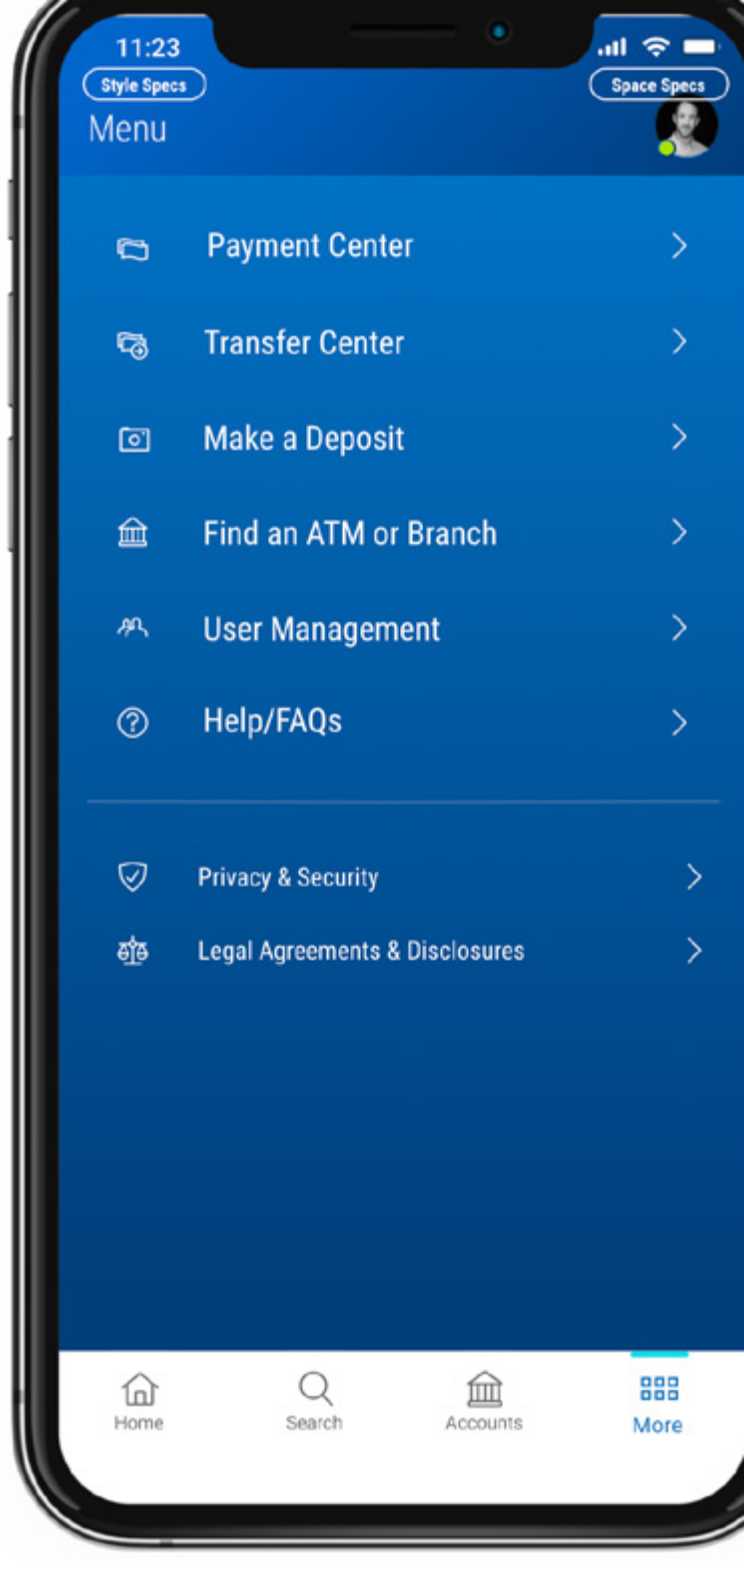 11:23
Style Specs
Space Specs
Menu
Payment Center
Transfer Center
Make a Deposit
Find an ATM or Branch
User Management
Help/FAQs
Privacy & Security
Legal Agreements & Disclosures
Home
Search
Accounts
More